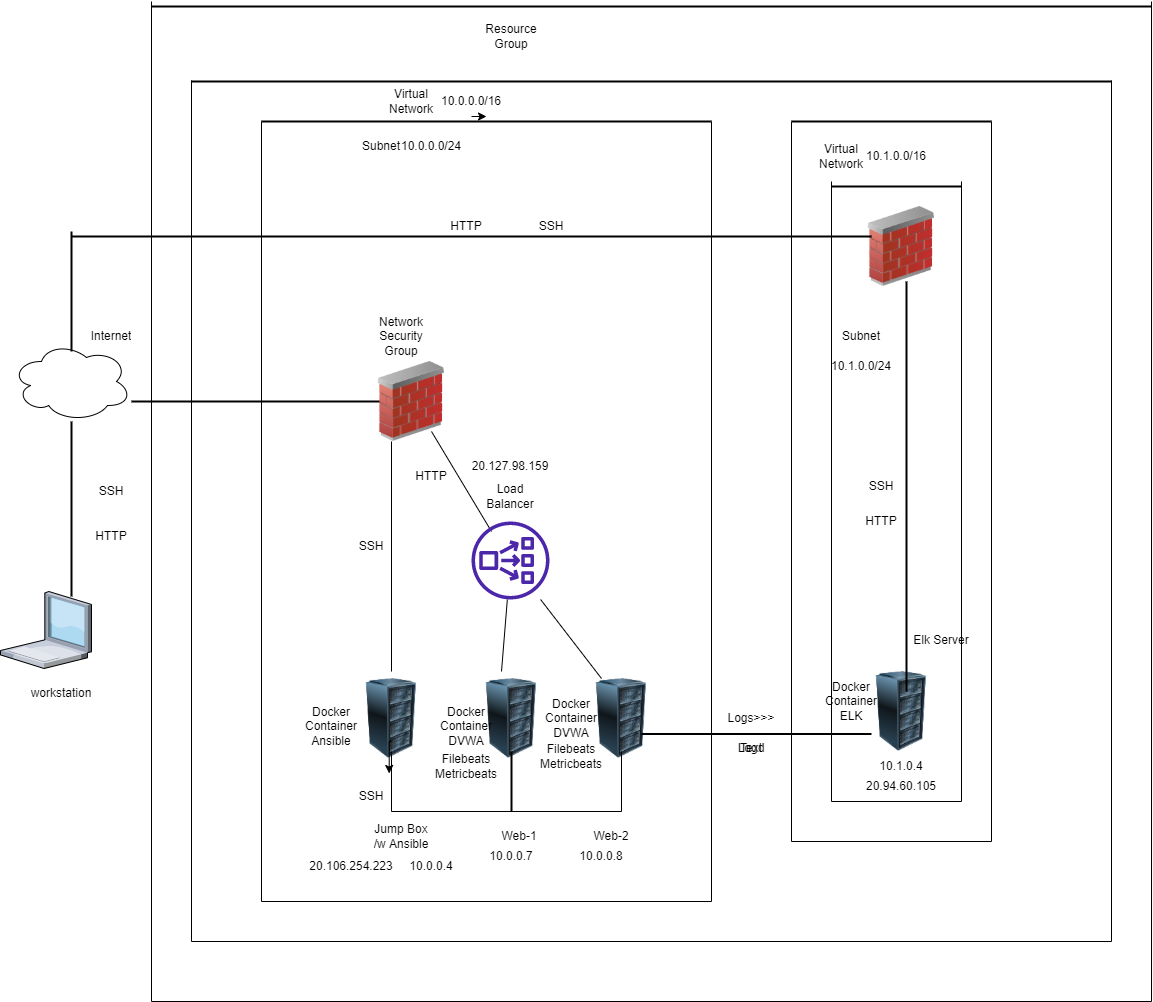 Resource
Group
Virtual
Network
10.0.0.0/16
Subnet
10.0.0.0/24
Virtual
Network
10.1.0.0/16
HTTP
SSH
Internet
Network
Security
Group
Subnet
10.1.0.0/24
HTTP
20.127.98.159
Load
Balancer
SSH
SSH
HTTP
SSH
HTTP
workstation
Elk Server
Docker
Container
Ansible
Docker
Container
DVWA
Filebeats
Metricbeats
Docker
Container
DVWA
Filebeats
Metricbeats
Logs>>>
Docker
Container
ELK
10.1.0.4
20.94.60.105
SSH
Jump Box
/w Ansible
20.106.254.223
10.0.0.4
Web-1
10.0.0.7
Web-2
10.0.0.8